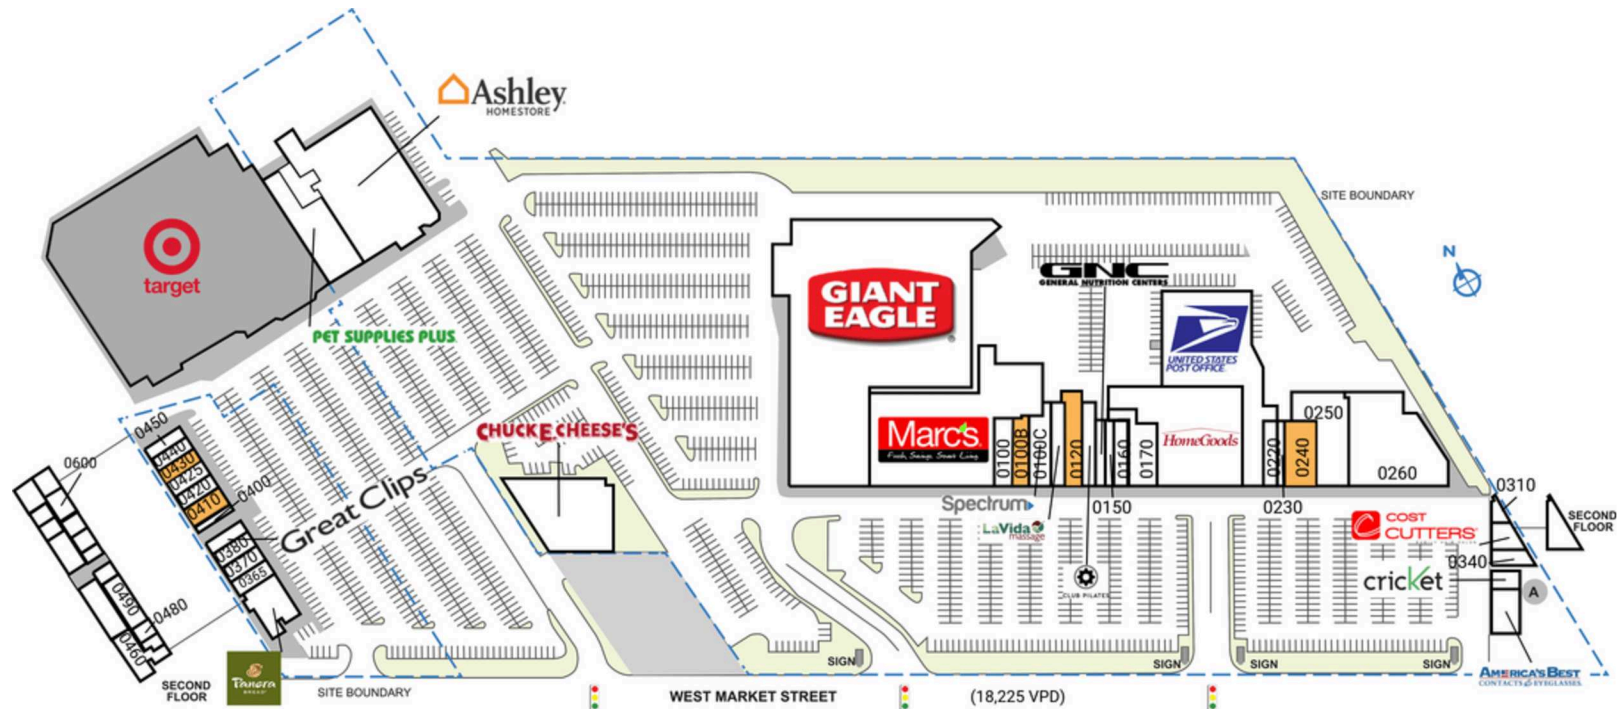 Ashley
HOMESTORE
SITE BOUNDARY
N
target
GNC
GENERAL NUTRITION CENTERS
GIANT
EAGLE
UNITED STATES
POST OFFICE
PET SUPPLIES PLUS
0450
0440
0430
0425
0420
0410
0400
0600
Great Clips
0380
0370
0365
CHUCK E. CHEESE'S
Marc's
Food, Savings, Smart Living
0100
0100B
0100C
0120
0160
0170
HomeGoods
0220
0240
0250
0260
Spectrum
LaVida
massage
0150
0230
0310
COST
CUTTERS
SECOND
FLOOR
0340
cricket
A
CLUB PILATES
0490
0480
0460
SECOND
FLOOR
Panera
BREAD
SITE BOUNDARY
SIGN
SIGN
SIGN
SIGN
AMERICA'S BEST
CONTACTS & EYEGLASSES
WEST MARKET STREET
(18,225 VPD)